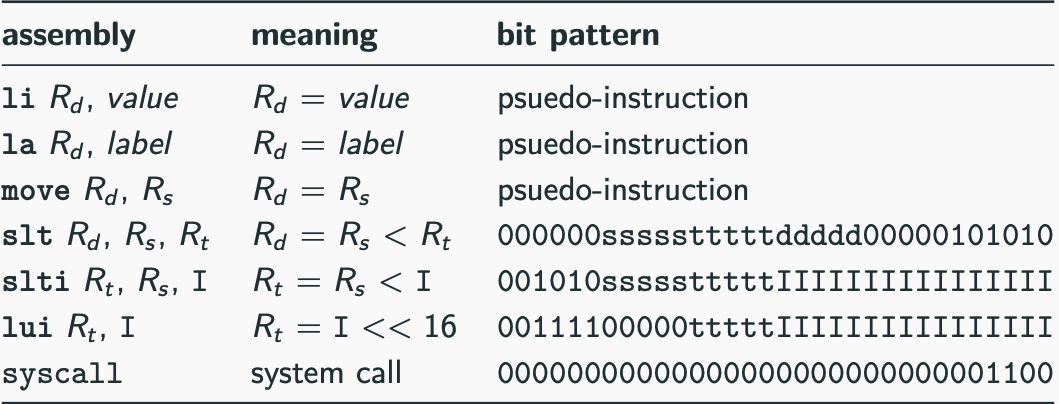 assembly meaning bit pattern
li R_d, value R_d = value psuedo-instruction
la R_d, label R_d = label psuedo-instruction
move R_d, R_s R_d = R_s psuedo-instruction
slt R_d, R_s, R_t R_d = R_s < R_t 000000ssssstttttddddd00000101010
slti R_t, R_s, I R_t = R_s < I 001010ssssstttttIIIIIIIIIIIIIIII
lui R_t, I R_t = I << 16 00111100000tttttIIIIIIIIIIIIIIII
syscall system call 00000000000000000000000000001100